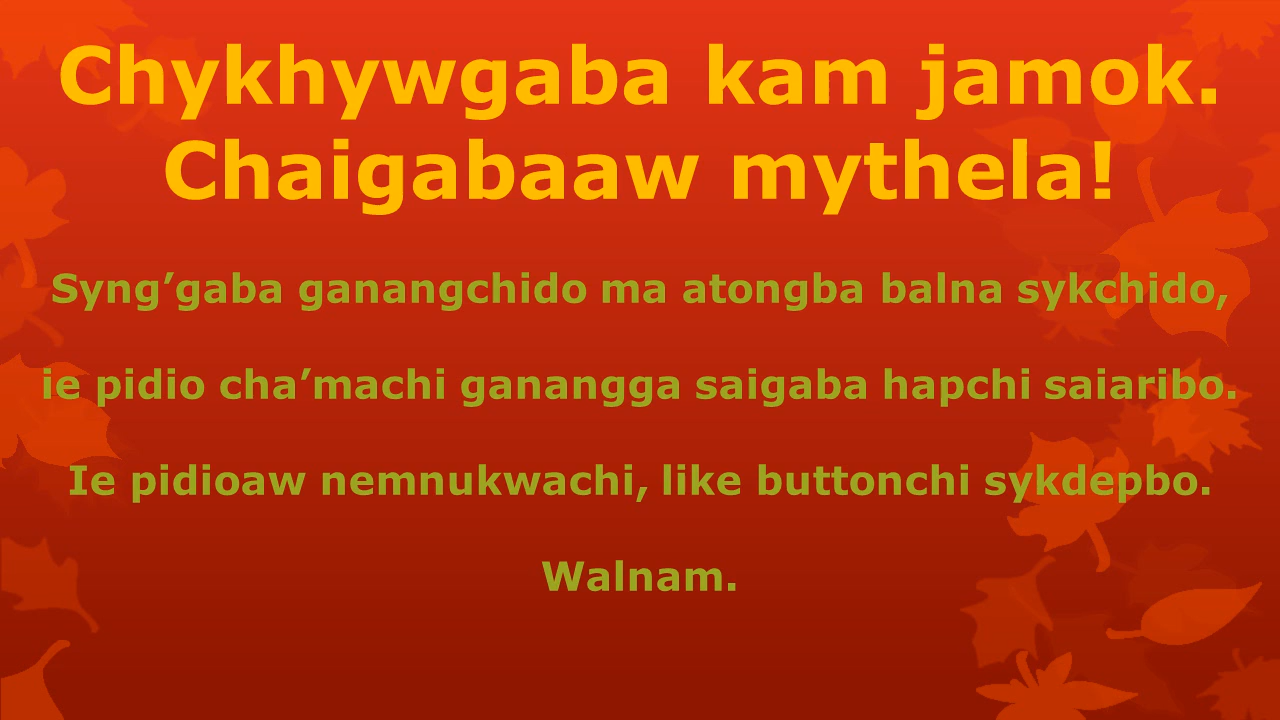 Chykhywgaba kam jamok.
Chaigabaaw mythela!
Syng’gaba ganangchido ma atongba balna sykchido,
ie pidio cha’machi ganangga saigaba hapchi saiaribo.
Ie pidioaw nemnukwachi, like buttonchi sykdepbo.
Walnam.